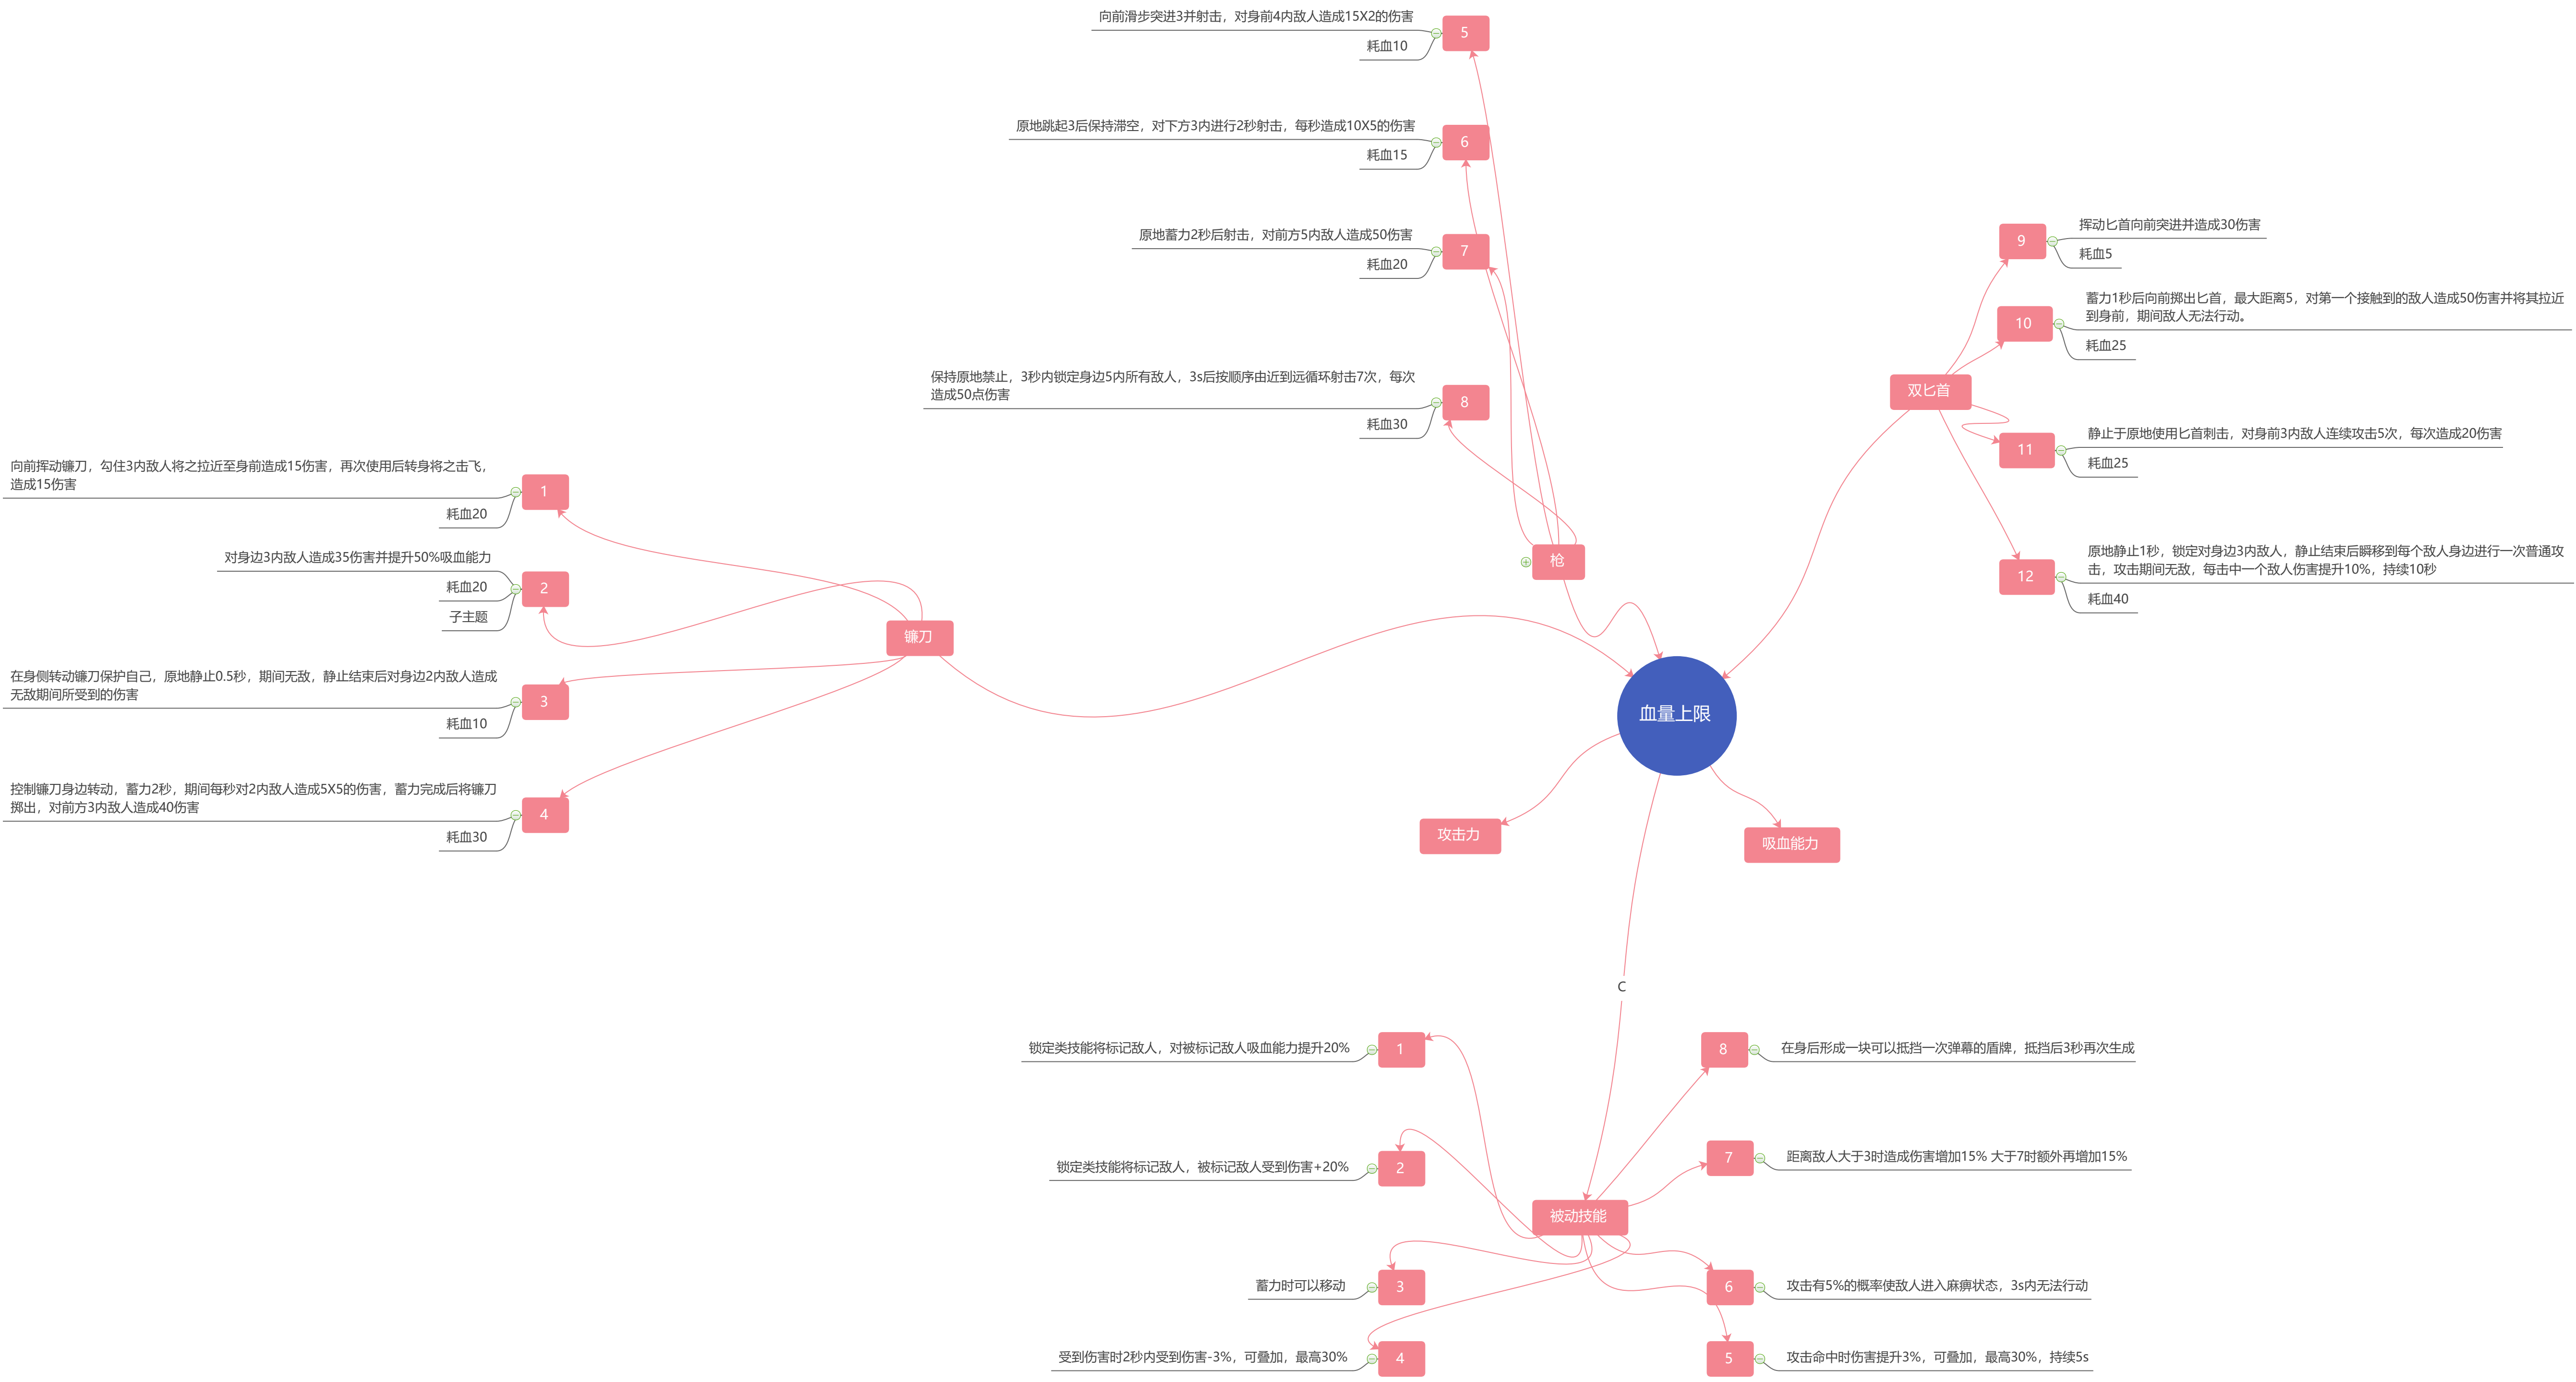 向前滑步突进3并射击，对身前4内敌人造成15X2的伤害
耗血10
5
原地跳起3后保持滞空，对下方3内进行2秒射击，每秒造成10X5的伤害
耗血15
6
原地蓄力2秒后射击，对前方5内敌人造成50伤害
耗血20
7
保持原地禁止，3秒内锁定身边5内所有敌人，3s后按顺序由近到远循环射击7次，每次
造成50点伤害
耗血30
8
枪
9
挥动匕首向前突进并造成30伤害
耗血5
10
蓄力1秒后向前掷出匕首，最大距离5，对第一个接触到的敌人造成50伤害并将其拉近
到身前，期间敌人无法行动。
耗血25
双匕首
11
静止于原地使用匕首刺击，对身前3内敌人连续攻击5次，每次造成20伤害
耗血25
12
原地静止1秒，锁定对身边3内敌人，静止结束后瞬移到每个敌人身边进行一次普通攻
击，攻击期间无敌，每击中一个敌人伤害提升10%，持续10秒
耗血40
向前挥动镰刀，勾住3内敌人将之拉近至身前造成15伤害，再次使用后转身将之击飞，
造成15伤害
耗血20
1
对身边3内敌人造成35伤害并提升50%吸血能力
耗血20
子主题
2
镰刀
在身侧转动镰刀保护自己，原地静止0.5秒，期间无敌，静止结束后对身边2内敌人造成
无敌期间所受到的伤害
耗血10
3
控制镰刀身边转动，蓄力2秒，期间每秒对2内敌人造成5X5的伤害，蓄力完成后将镰刀
掷出，对前方3内敌人造成40伤害
耗血30
4
血量上限
攻击力
吸血能力
C
锁定类技能将标记敌人，对被标记敌人吸血能力提升20%
1
8
在身后形成一块可以抵挡一次弹幕的盾牌，抵挡后3秒再次生成
锁定类技能将标记敌人，被标记敌人受到伤害+20%
2
7
距离敌人大于3时造成伤害增加15% 大于7时额外再增加15%
被动技能
蓄力时可以移动
3
6
攻击有5%的概率使敌人进入麻痹状态，3s内无法行动
受到伤害时2秒内受到伤害-3%，可叠加，最高30%
4
5
攻击命中时伤害提升3%，可叠加，最高30%，持续5s